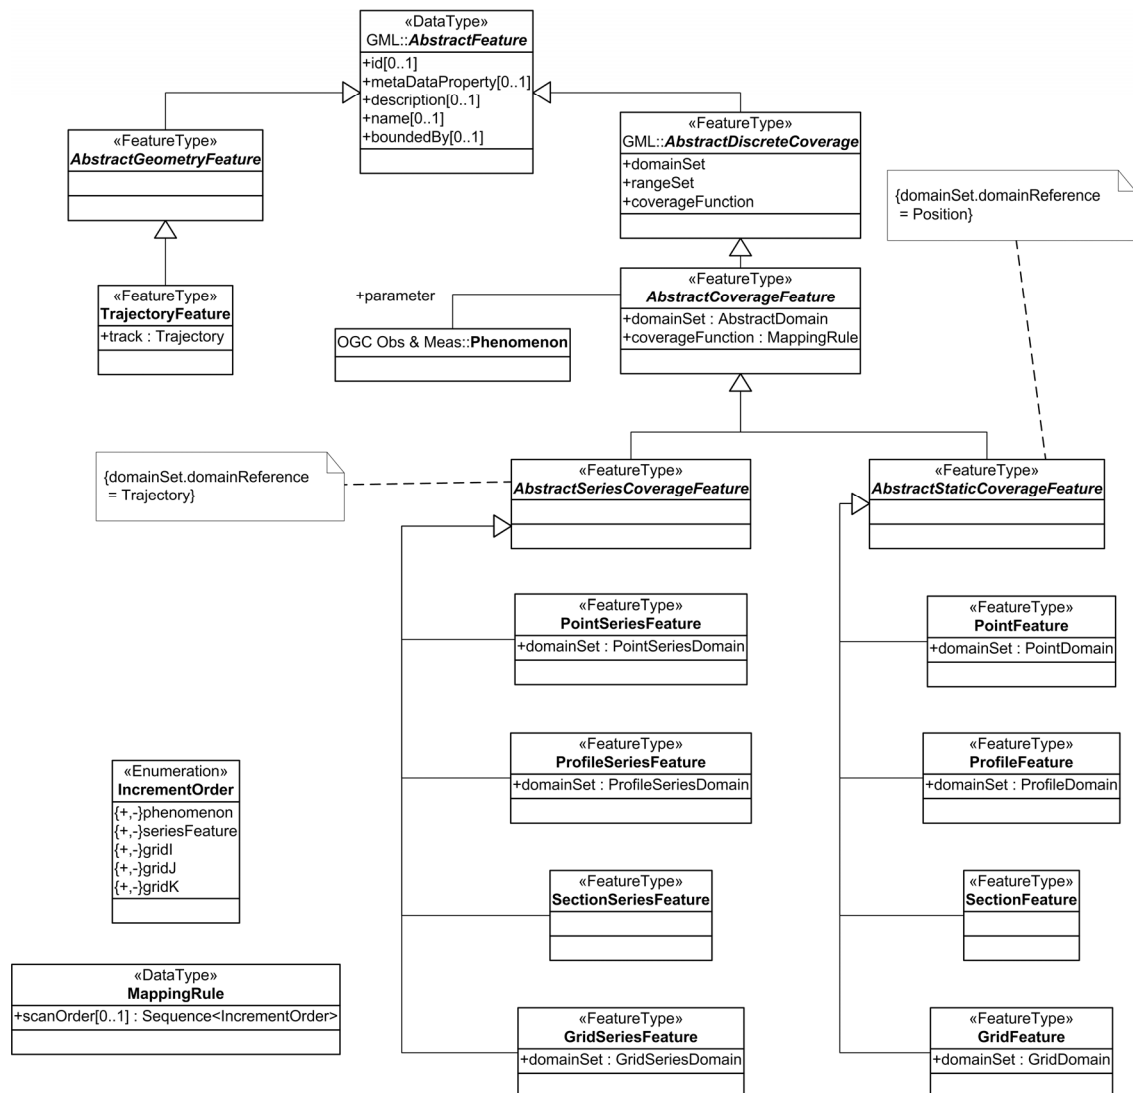 «DataType»
GML::AbstractFeature
+id[0..1]
+metaDataProperty[0..1]
+description[0..1]
+name[0..1]
+boundedBy[0..1]
«FeatureType»
AbstractGeometryFeature
«FeatureType»
GML::AbstractDiscreteCoverage
+domainSet
+rangeSet
+coverageFunction
{domainSet.domainReference
= Position}
«FeatureType»
TrajectoryFeature
+track : Trajectory
+parameter
OGC Obs & Meas::Phenomenon
«FeatureType»
AbstractCoverageFeature
+domainSet : AbstractDomain
+coverageFunction : MappingRule
{domainSet.domainReference
= Trajectory}
«FeatureType»
AbstractSeriesCoverageFeature
«FeatureType»
AbstractStaticCoverageFeature
«FeatureType»
PointSeriesFeature
+domainSet : PointSeriesDomain
«FeatureType»
PointFeature
+domainSet : PointDomain
«FeatureType»
ProfileSeriesFeature
+domainSet : ProfileSeriesDomain
«FeatureType»
ProfileFeature
+domainSet : ProfileDomain
«Enumeration»
IncrementOrder
{+,-}phenomenon
{+,-}seriesFeature
{+,-}gridI
{+,-}gridJ
{+,-}gridK
«FeatureType»
SectionSeriesFeature
«FeatureType»
SectionFeature
«DataType»
MappingRule
+scanOrder[0..1] : Sequence<IncrementOrder>
«FeatureType»
GridSeriesFeature
+domainSet : GridSeriesDomain
«FeatureType»
GridFeature
+domainSet : GridDomain